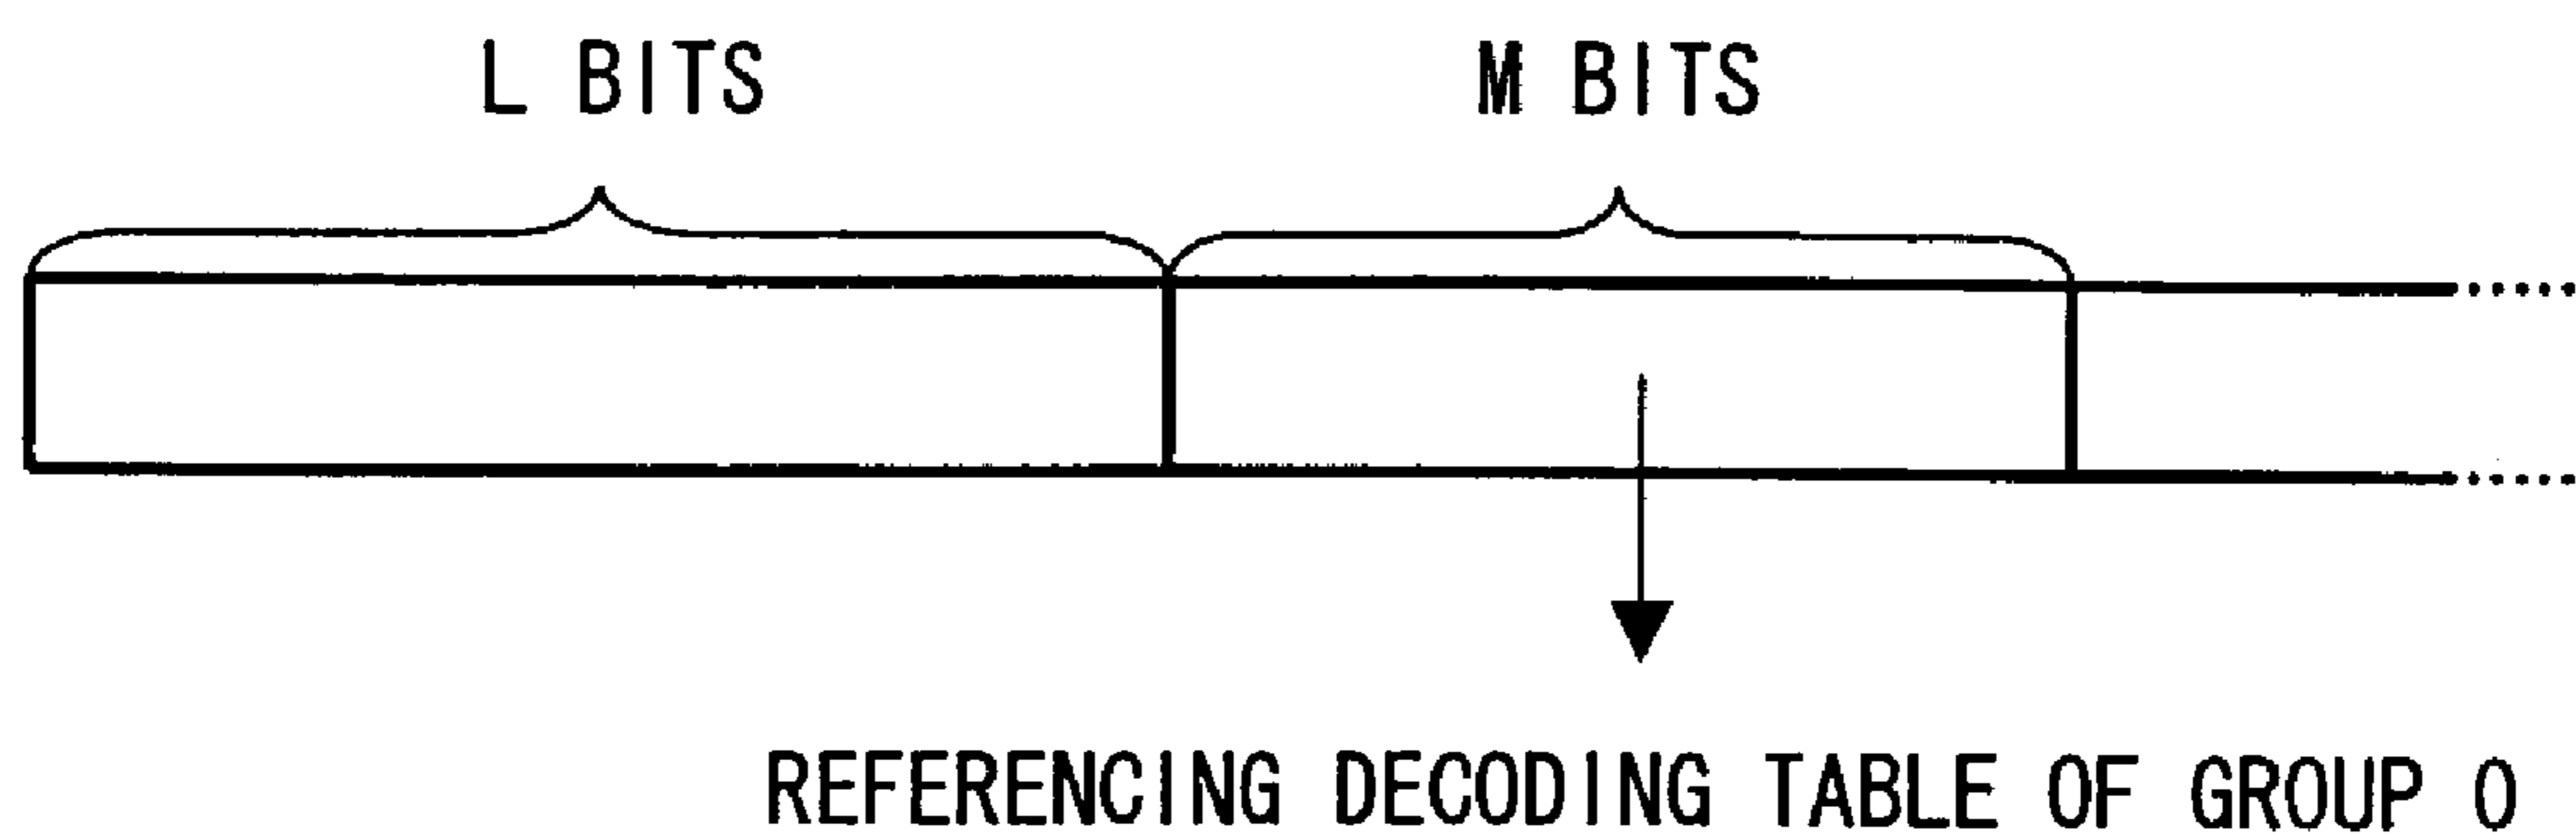 L BITS M BITS
REFERENCING DECODING TABLE OF GROUP 0